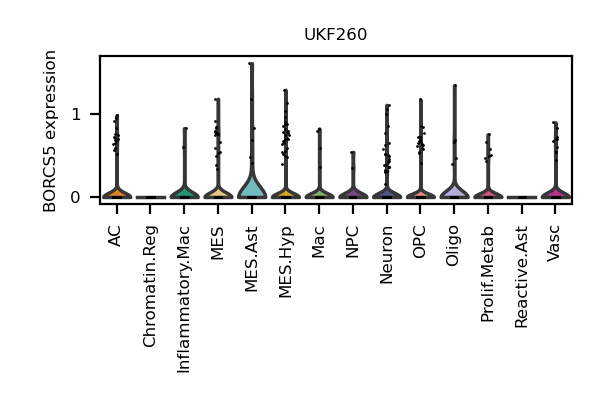 UKF260
BORCS5 expression
1
0
AC
Chromatin.Reg
Inflammatory.Mac
MES
MES.Ast
MES.Hyp
Mac
NPC
Neuron
OPC
Oligo
Prolif.Metab
Reactive.Ast
Vasc